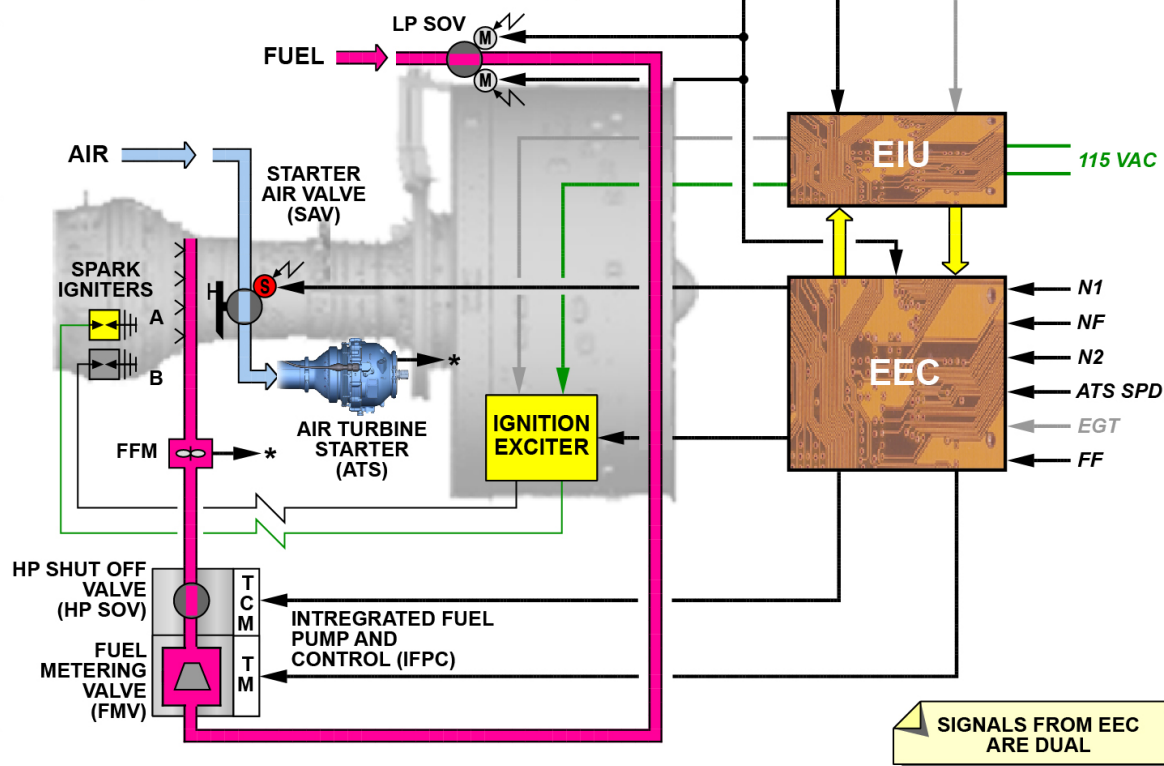 LP SOV
M
FUEL
M
EIU
115 VAC
AIR
STARTER
AIR VALVE
(SAV)
SPARK
IGNITERS
S
H
A
B
N1
NF
N2
EEC
ATS SPD
EGT
FF
*
AIR TURBINE
STARTER
(ATS)
IGNITION
EXCITER
FFM
*
HP SHUT OFF
VALVE
(HP SOV)
T
C
M
INTREGRATED FUEL
PUMP AND
CONTROL (IFPC)
FUEL
METERING
VALVE
(FMV)
T
M
SIGNALS FROM EEC
ARE DUAL